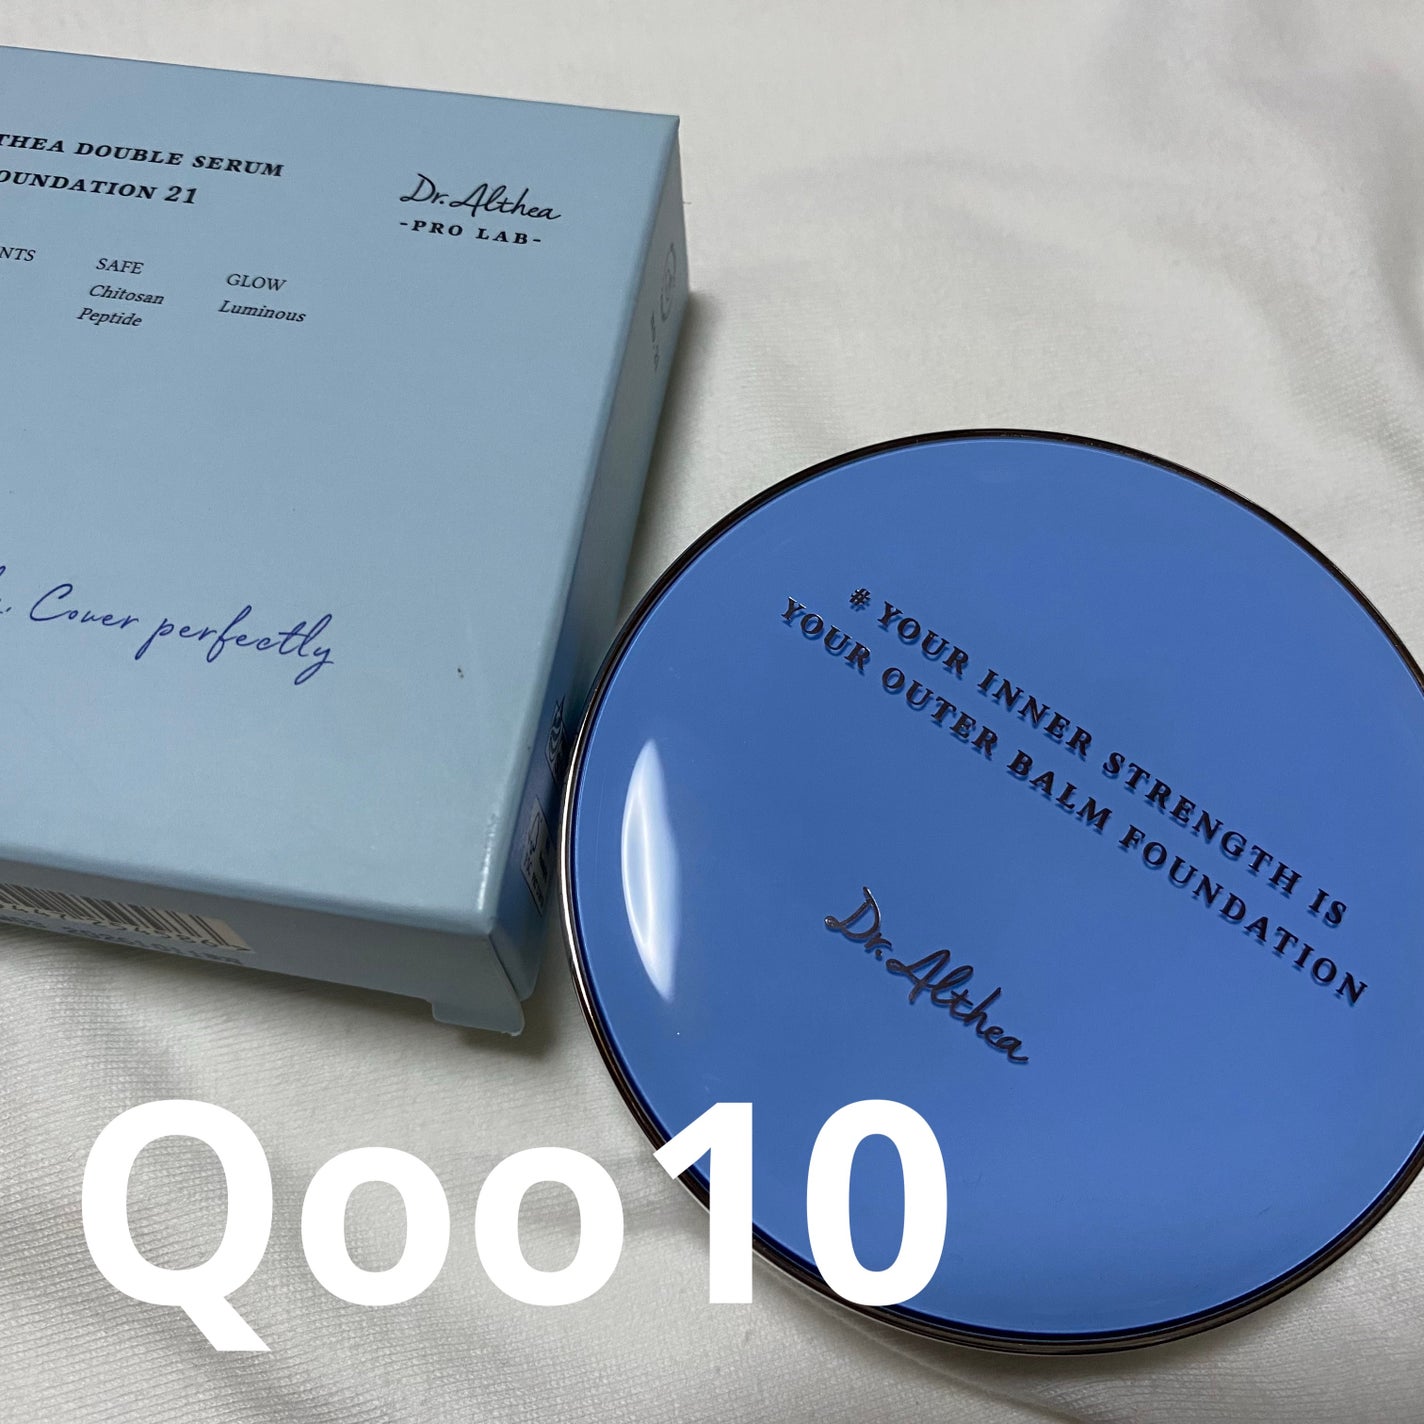 THEA DOUBLE SERUM
OUNDATION 21
Dr.Althea
-PRO LAB-
NTS
SAFE
Chitosan
Peptide
GLOW
Luminous
Cover perfectly
# YOUR INNER STRENGTH IS
YOUR OUTER BALM FOUNDATION
Dr.Althea
Qoo10